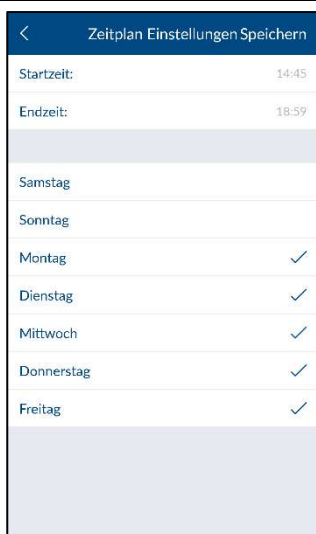 Zeitplan Einstellungen Speichern
Startzeit: 14:45
Endzeit: 18:59
Samstag
Sonntag
Montag
Dienstag
Mittwoch
Donnerstag
Freitag